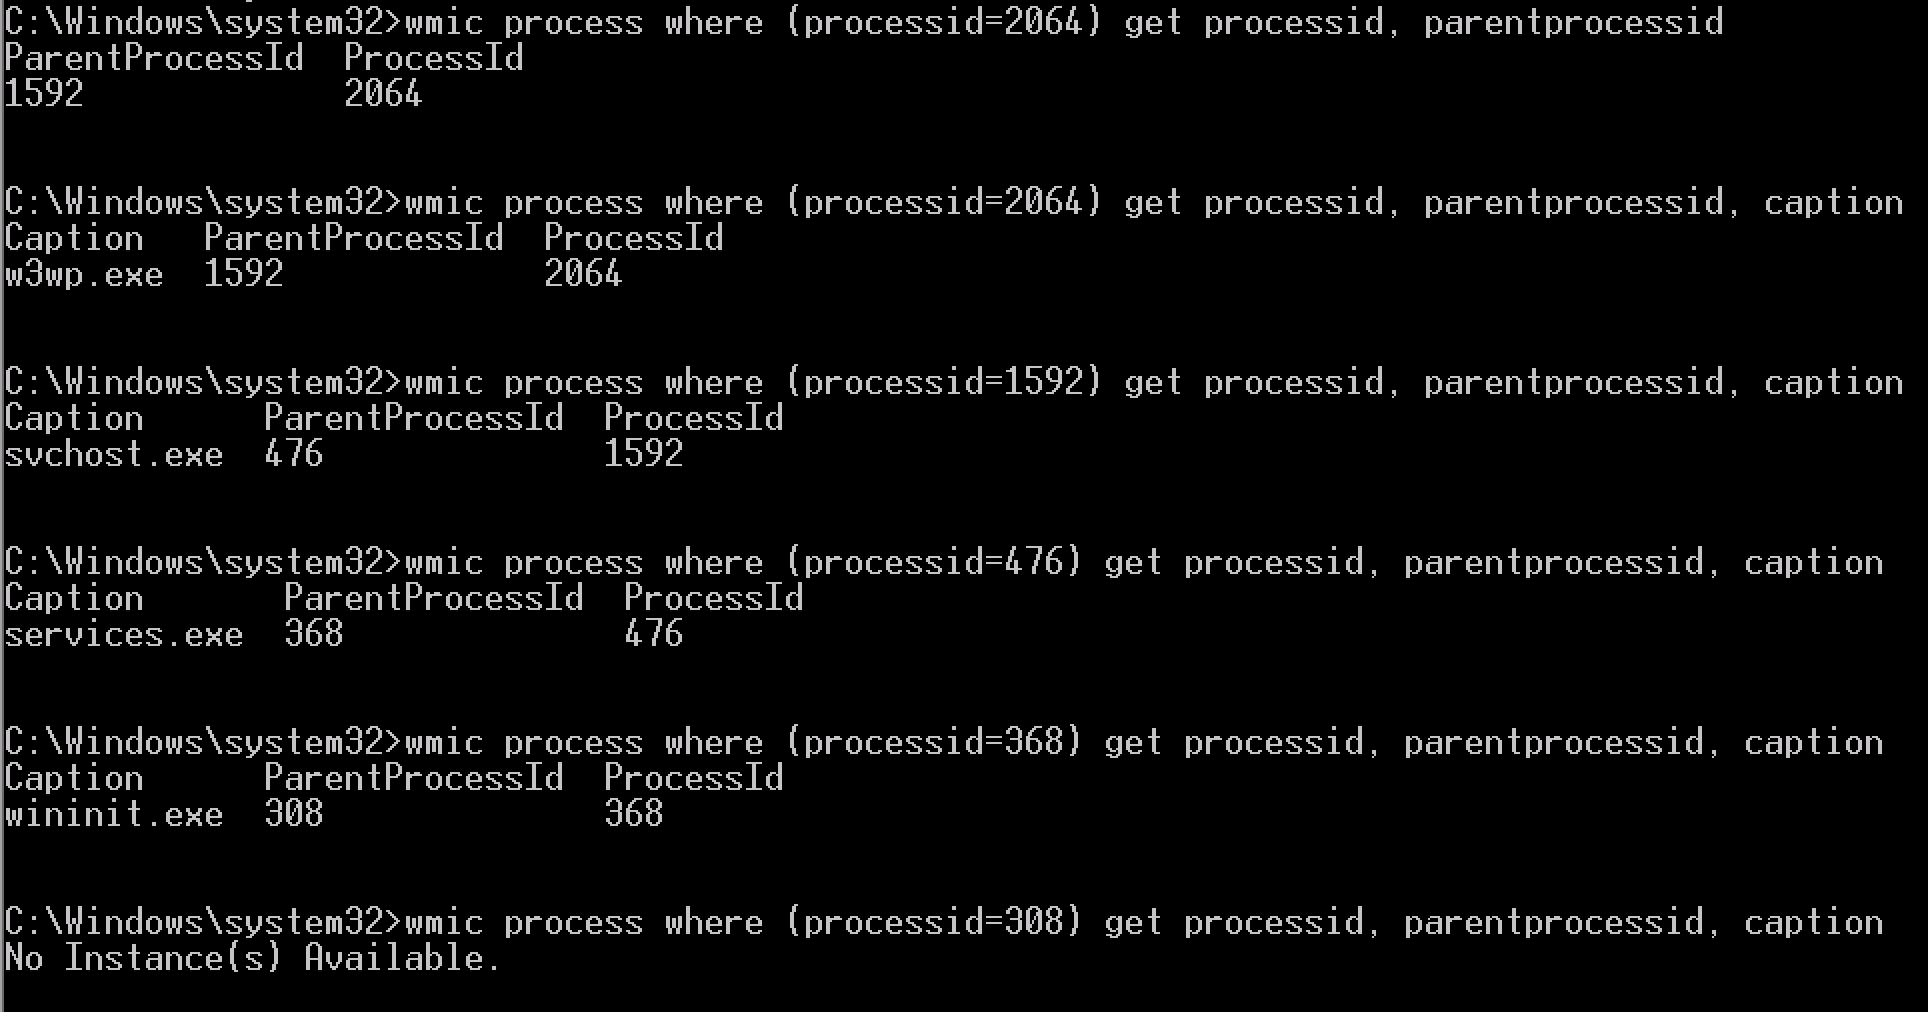 C:\Windows\system32>wmic process where (processid=2064) get processid, parentprocessid
ParentProcessId  ProcessId
1592             2064
C:\Windows\system32>wmic process where (processid=2064) get processid, parentprocessid, caption
Caption   ParentProcessId  ProcessId
w3wp.exe  1592             2064
C:\Windows\system32>wmic process where (processid=1592) get processid, parentprocessid, caption
Caption      ParentProcessId  ProcessId
svchost.exe  476              1592
C:\Windows\system32>wmic process where (processid=476) get processid, parentprocessid, caption
Caption       ParentProcessId  ProcessId
services.exe  368              476
C:\Windows\system32>wmic process where (processid=368) get processid, parentprocessid, caption
Caption      ParentProcessId  ProcessId
wininit.exe  308              368
C:\Windows\system32>wmic process where (processid=308) get processid, parentprocessid, caption
No Instance(s) Available.